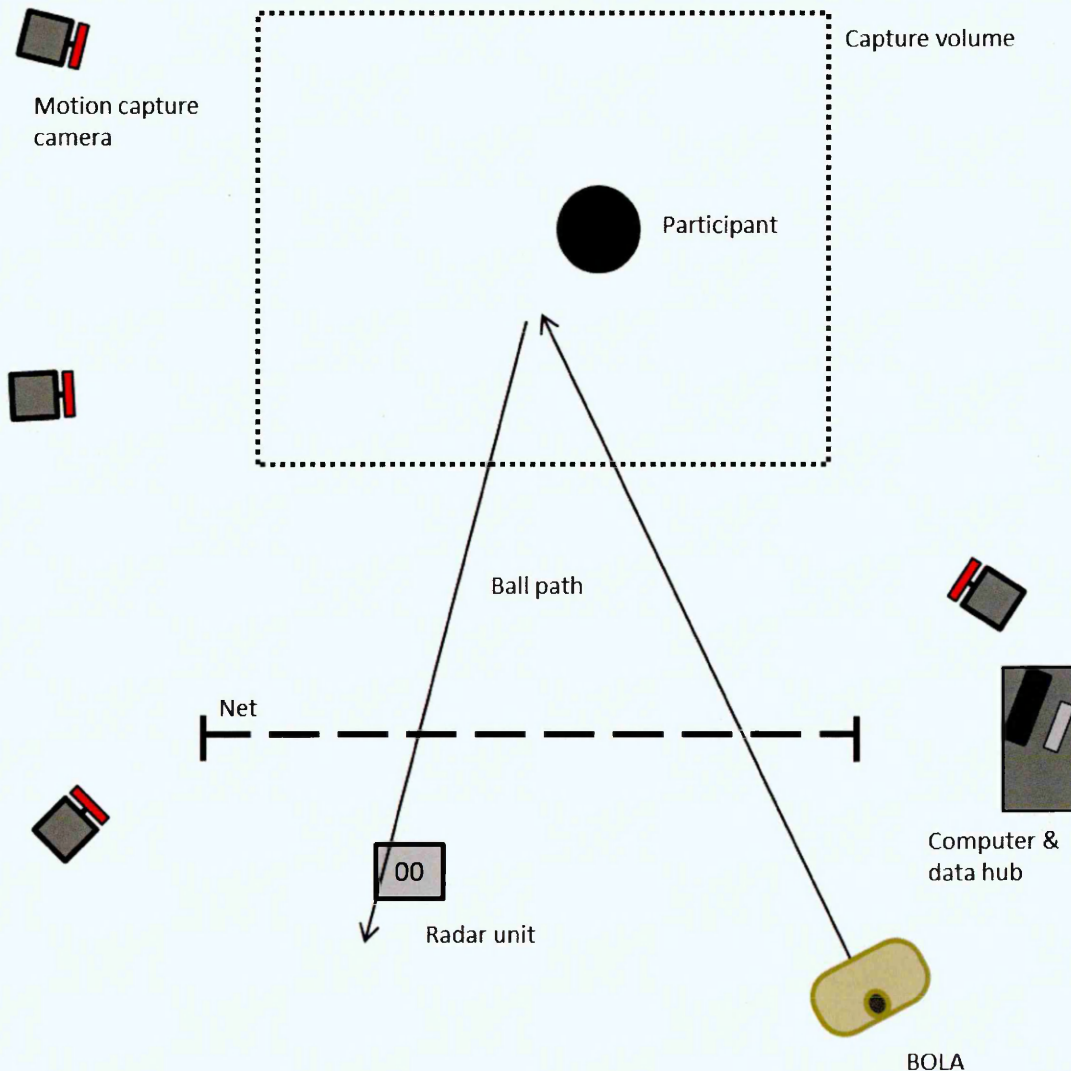 Capture volume
Motion capture
camera
Participant
Ball path
Net
Computer &
data hub
00
Radar unit
BOLA